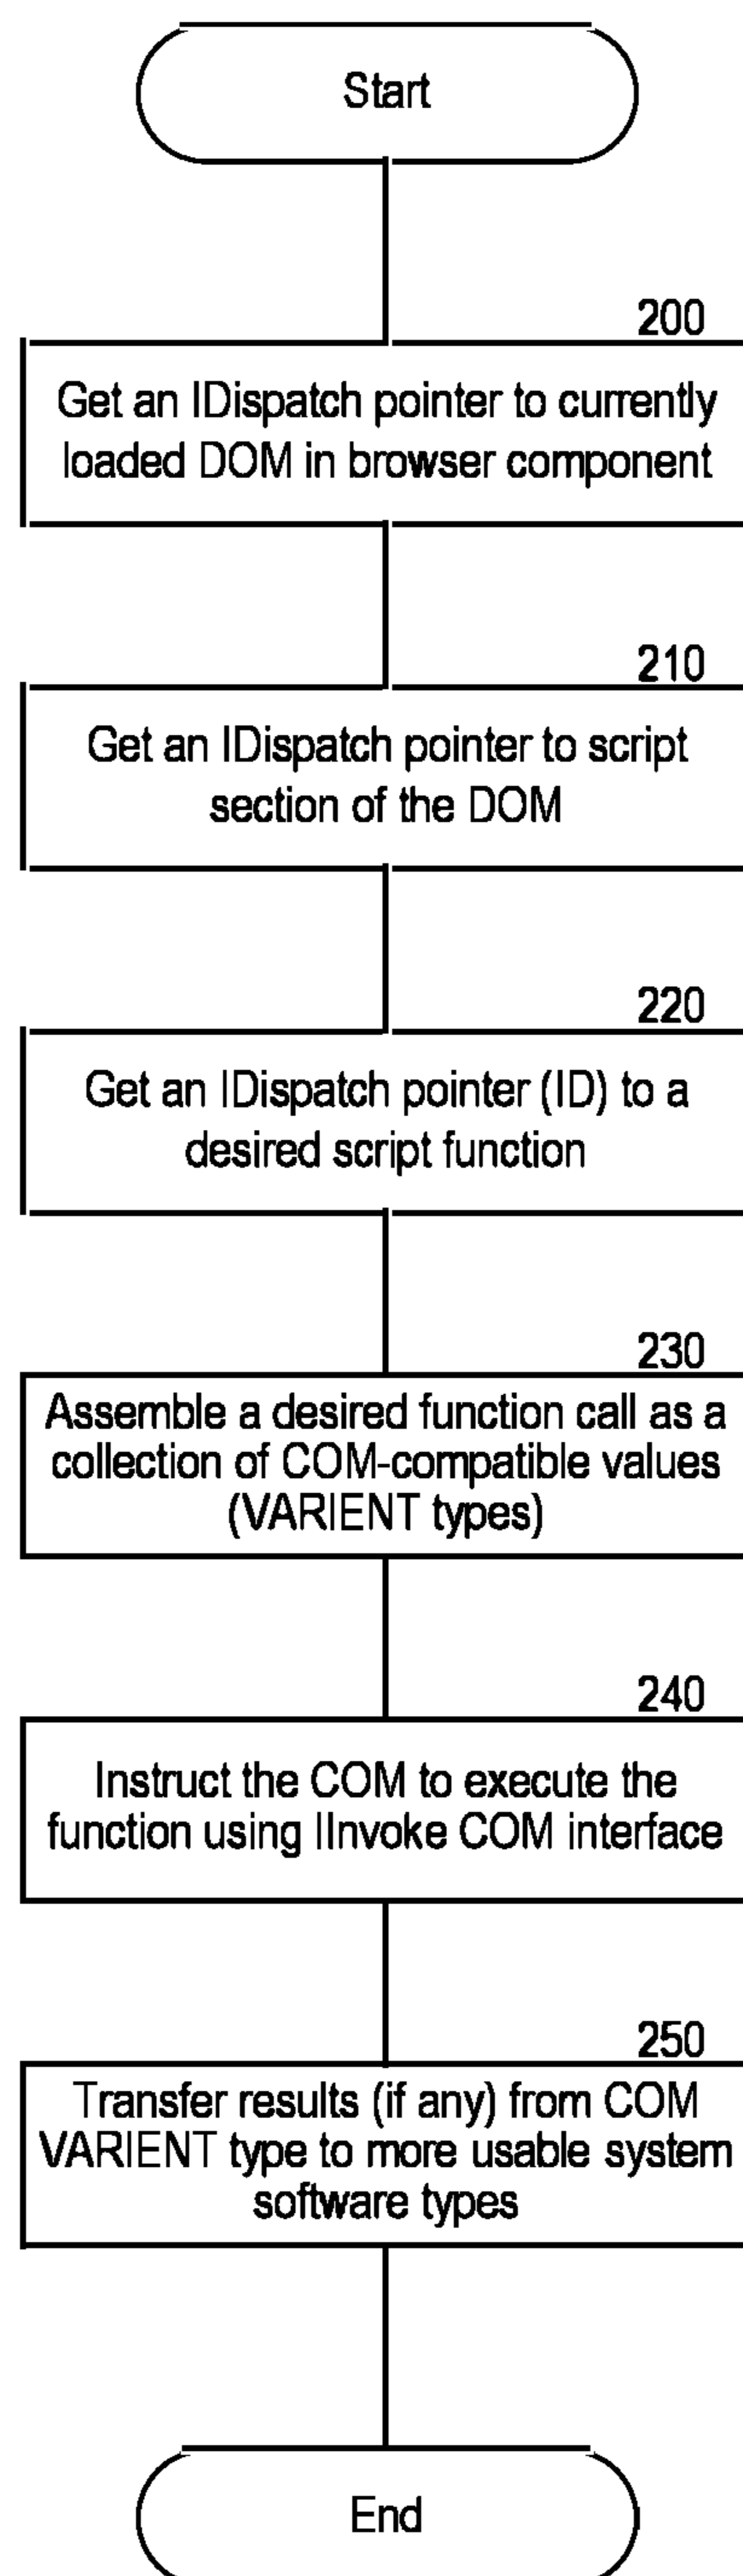 Start
200
Get an IDispatch pointer to currently
loaded DOM in browser component
210
Get an IDispatch pointer to script
section of the DOM
220
Get an IDispatch pointer (ID) to a
desired script function
230
Assemble a desired function call as a
collection of COM-compatible values
(VARIENT types)
240
Instruct the COM to execute the
function using IInvoke COM interface
250
Transfer results (if any) from COM
VARIENT type to more usable system
software types
End